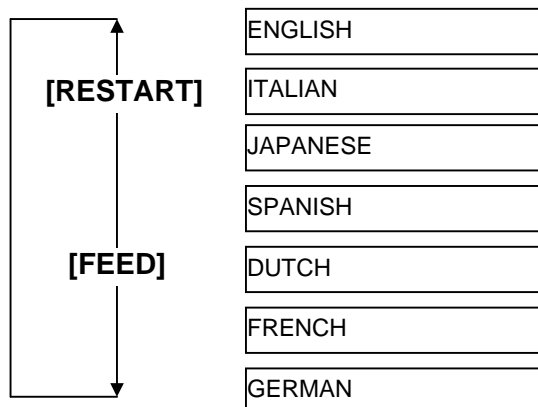 ENGLISH
[RESTART]
ITALIAN
JAPANESE
SPANISH
[FEED]
DUTCH
FRENCH
GERMAN